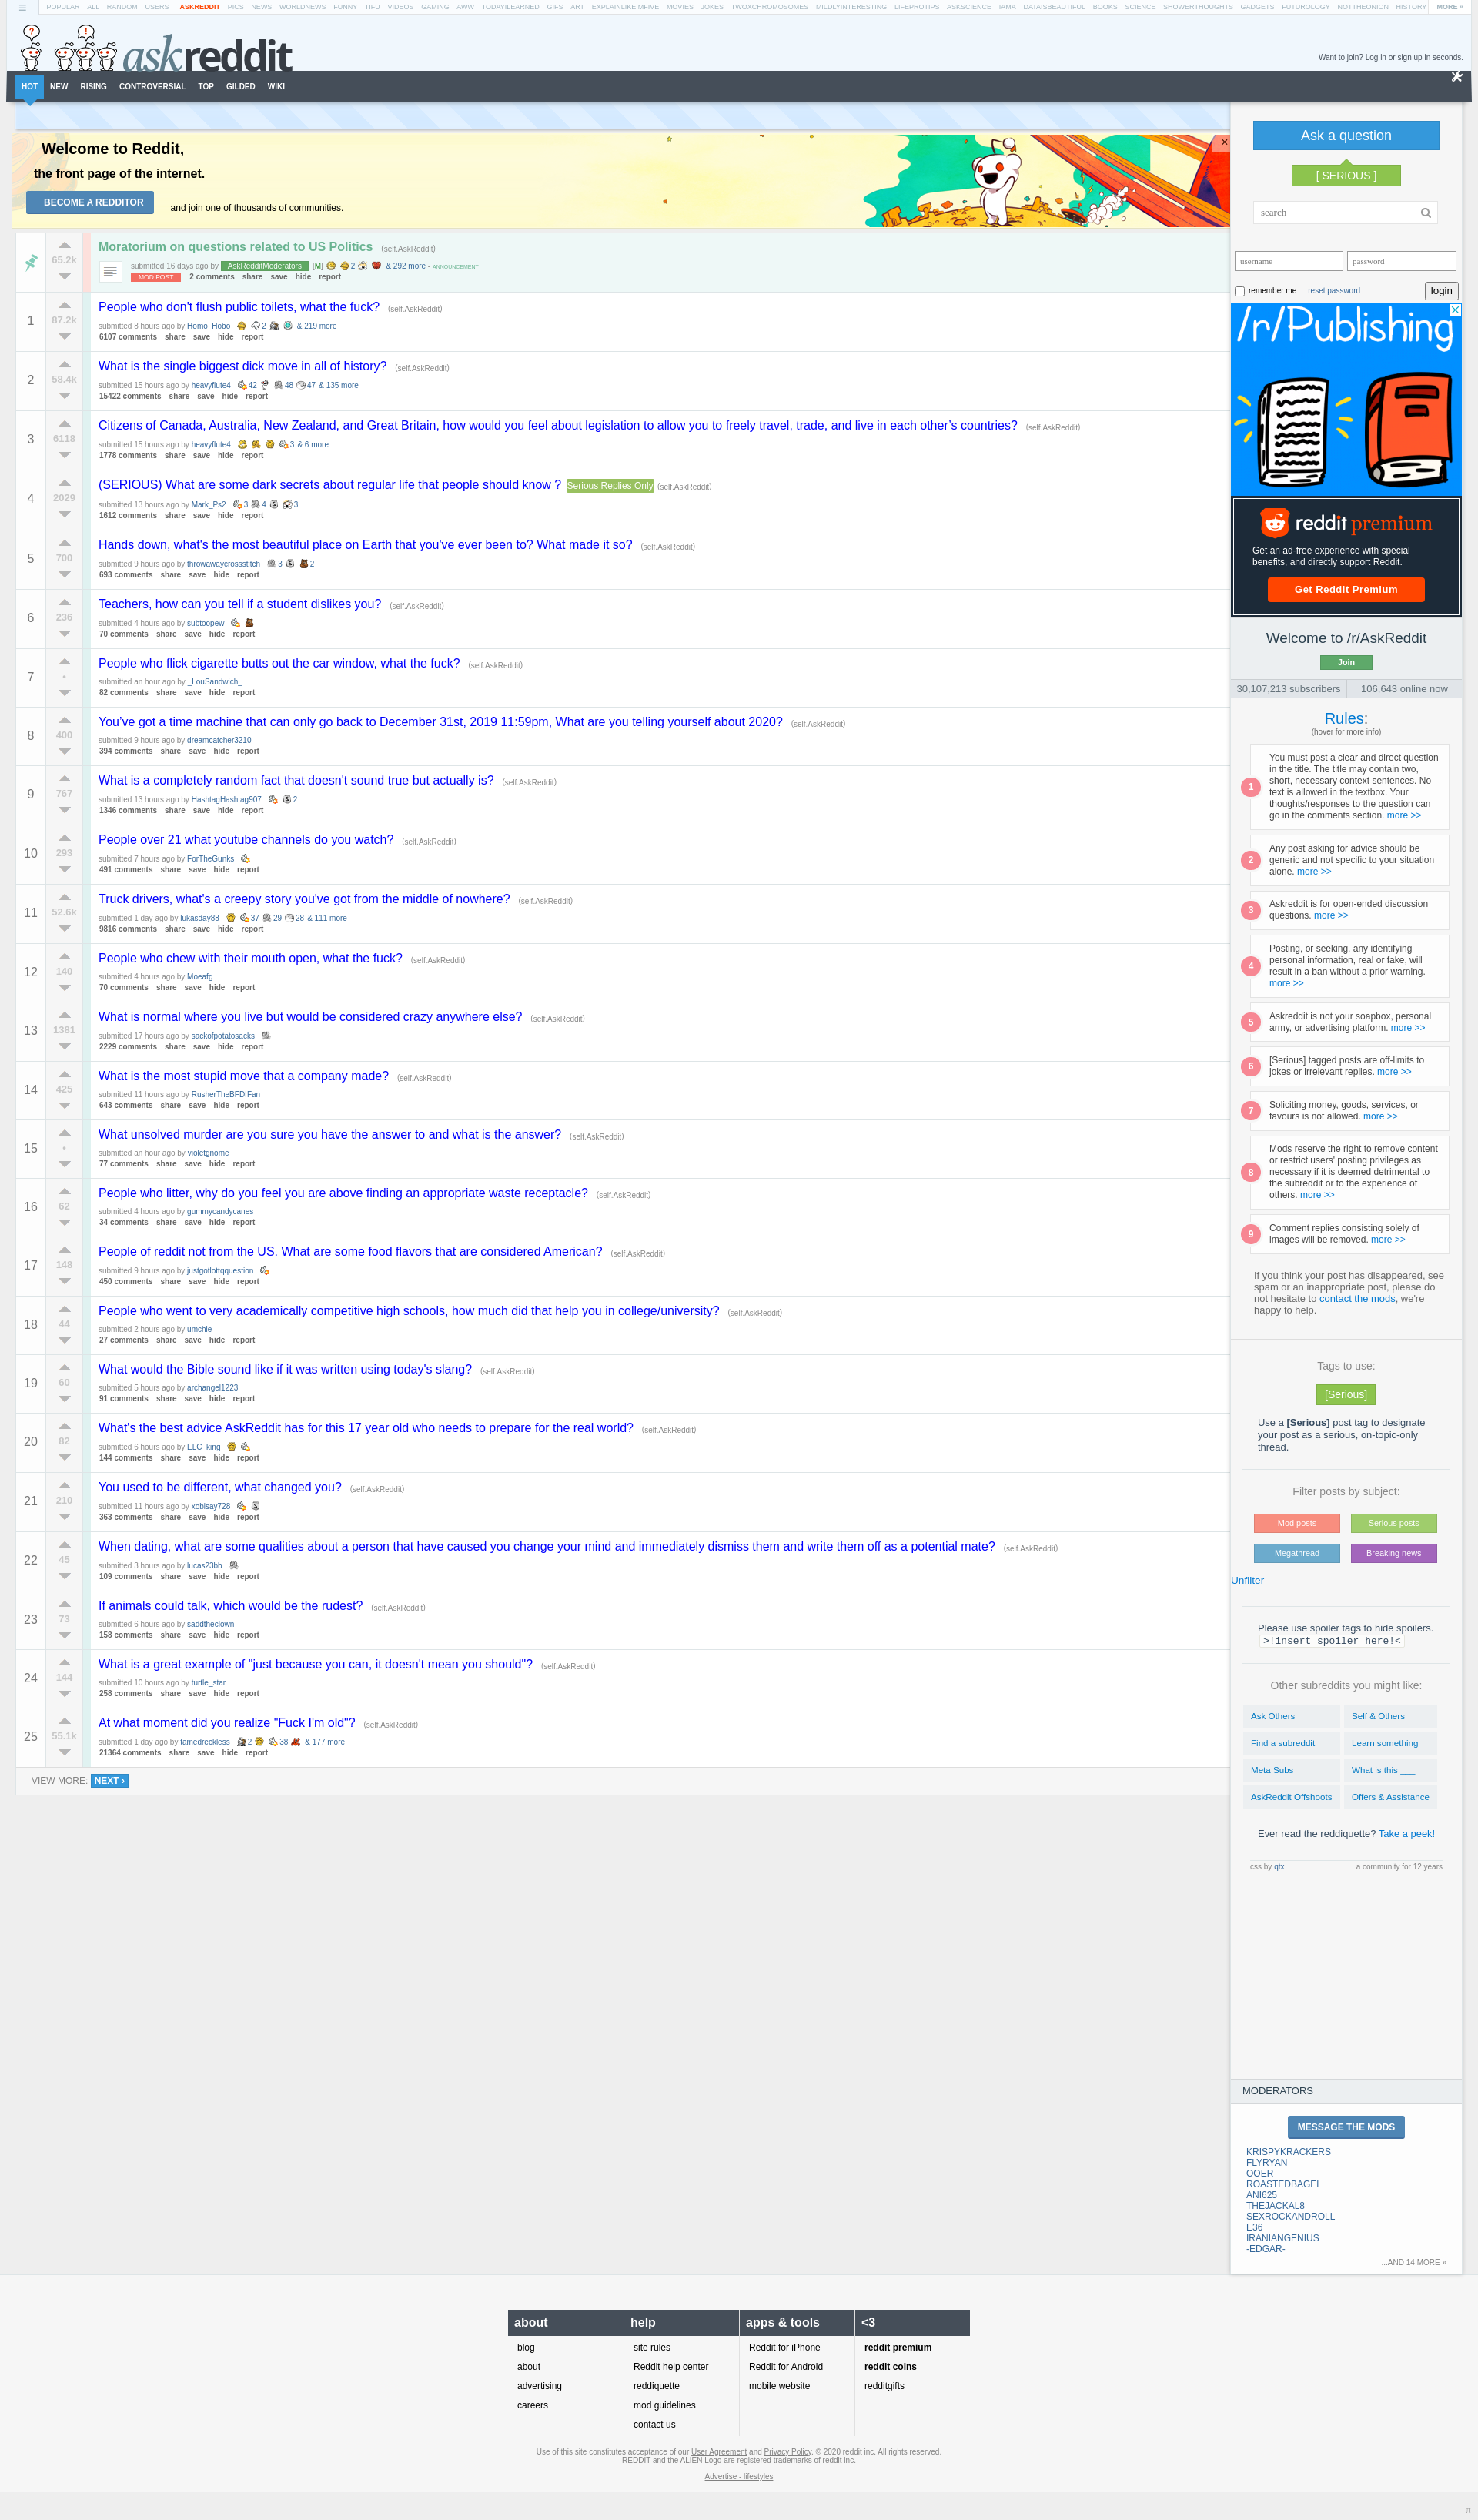 POPULAR ALL RANDOM USERS ASKREDDIT PICS NEWS WORLDNEWS FUNNY TIFU VIDEOS GAMING AWW TODAYILEARNED GIFS ART EXPLAINLIKEIMFIVE MOVIES JOKES TWOXCHROMOSOMES MILDLYINTERESTING LIFEPROTIPS ASKSCIENCE IAMA DATAISBEAUTIFUL BOOKS SCIENCE SHOWERTHOUGHTS GADGETS FUTUROLOGY NOTTHEONION HISTORY MORE »
askreddit
Want to join? Log in or sign up in seconds.
HOT NEW RISING CONTROVERSIAL TOP GILDED WIKI
Welcome to Reddit,
the front page of the internet.
BECOME A REDDITOR and join one of thousands of communities.
×
65.2k
Moratorium on questions related to US Politics (self.AskReddit)
submitted 16 days ago by AskRedditModerators [M] 2 & 292 more - ANNOUNCEMENT
MOD POST 2 comments share save hide report
1 87.2k
People who don't flush public toilets, what the fuck? (self.AskReddit)
submitted 8 hours ago by Homo_Hobo 2 & 219 more
6107 comments share save hide report
2 58.4k
What is the single biggest dick move in all of history? (self.AskReddit)
submitted 15 hours ago by heavyflute4 42 48 47 & 135 more
15422 comments share save hide report
3 6118
Citizens of Canada, Australia, New Zealand, and Great Britain, how would you feel about legislation to allow you to freely travel, trade, and live in each other’s countries? (self.AskReddit)
submitted 15 hours ago by heavyflute4 3 & 6 more
1778 comments share save hide report
4 2029
(SERIOUS) What are some dark secrets about regular life that people should know ? Serious Replies Only (self.AskReddit)
submitted 13 hours ago by Mark_Ps2 3 4 3
1612 comments share save hide report
5 700
Hands down, what's the most beautiful place on Earth that you've ever been to? What made it so? (self.AskReddit)
submitted 9 hours ago by throwawaycrossstitch 3 2
693 comments share save hide report
6 236
Teachers, how can you tell if a student dislikes you? (self.AskReddit)
submitted 4 hours ago by subtoopew
70 comments share save hide report
7 •
People who flick cigarette butts out the car window, what the fuck? (self.AskReddit)
submitted an hour ago by _LouSandwich_
82 comments share save hide report
8 400
You’ve got a time machine that can only go back to December 31st, 2019 11:59pm, What are you telling yourself about 2020? (self.AskReddit)
submitted 9 hours ago by dreamcatcher3210
394 comments share save hide report
9 767
What is a completely random fact that doesn't sound true but actually is? (self.AskReddit)
submitted 13 hours ago by HashtagHashtag907 2
1346 comments share save hide report
10 293
People over 21 what youtube channels do you watch? (self.AskReddit)
submitted 7 hours ago by ForTheGunks
491 comments share save hide report
11 52.6k
Truck drivers, what's a creepy story you've got from the middle of nowhere? (self.AskReddit)
submitted 1 day ago by lukasday88 37 29 28 & 111 more
9816 comments share save hide report
12 140
People who chew with their mouth open, what the fuck? (self.AskReddit)
submitted 4 hours ago by Moeafg
70 comments share save hide report
13 1381
What is normal where you live but would be considered crazy anywhere else? (self.AskReddit)
submitted 17 hours ago by sackofpotatosacks
2229 comments share save hide report
14 425
What is the most stupid move that a company made? (self.AskReddit)
submitted 11 hours ago by RusherTheBFDIFan
643 comments share save hide report
15 •
What unsolved murder are you sure you have the answer to and what is the answer? (self.AskReddit)
submitted an hour ago by violetgnome
77 comments share save hide report
16 62
People who litter, why do you feel you are above finding an appropriate waste receptacle? (self.AskReddit)
submitted 4 hours ago by gummycandycanes
34 comments share save hide report
17 148
People of reddit not from the US. What are some food flavors that are considered American? (self.AskReddit)
submitted 9 hours ago by justgotlottqquestion
450 comments share save hide report
18 44
People who went to very academically competitive high schools, how much did that help you in college/university? (self.AskReddit)
submitted 2 hours ago by umchie
27 comments share save hide report
19 60
What would the Bible sound like if it was written using today's slang? (self.AskReddit)
submitted 5 hours ago by archangel1223
91 comments share save hide report
20 82
What's the best advice AskReddit has for this 17 year old who needs to prepare for the real world? (self.AskReddit)
submitted 6 hours ago by ELC_king
144 comments share save hide report
21 210
You used to be different, what changed you? (self.AskReddit)
submitted 11 hours ago by xobisay728
363 comments share save hide report
22 45
When dating, what are some qualities about a person that have caused you change your mind and immediately dismiss them and write them off as a potential mate? (self.AskReddit)
submitted 3 hours ago by lucas23bb
109 comments share save hide report
23 73
If animals could talk, which would be the rudest? (self.AskReddit)
submitted 6 hours ago by saddtheclown
158 comments share save hide report
24 144
What is a great example of "just because you can, it doesn't mean you should"? (self.AskReddit)
submitted 10 hours ago by turtle_star
258 comments share save hide report
25 55.1k
At what moment did you realize "Fuck I'm old"? (self.AskReddit)
submitted 1 day ago by tamedreckless 2 38 & 177 more
21364 comments share save hide report
VIEW MORE: NEXT ›
Ask a question
[ SERIOUS ]
search
username password
remember me reset password login
/r/Publishing
reddit premium
Get an ad-free experience with special
benefits, and directly support Reddit.
Get Reddit Premium
Welcome to /r/AskReddit
Join
30,107,213 subscribers 106,643 online now
Rules:
(hover for more info)
1 You must post a clear and direct question
in the title. The title may contain two,
short, necessary context sentences. No
text is allowed in the textbox. Your
thoughts/responses to the question can
go in the comments section. more >>
2 Any post asking for advice should be
generic and not specific to your situation
alone. more >>
3 Askreddit is for open-ended discussion
questions. more >>
4 Posting, or seeking, any identifying
personal information, real or fake, will
result in a ban without a prior warning.
more >>
5 Askreddit is not your soapbox, personal
army, or advertising platform. more >>
6 [Serious] tagged posts are off-limits to
jokes or irrelevant replies. more >>
7 Soliciting money, goods, services, or
favours is not allowed. more >>
8 Mods reserve the right to remove content
or restrict users' posting privileges as
necessary if it is deemed detrimental to
the subreddit or to the experience of
others. more >>
9 Comment replies consisting solely of
images will be removed. more >>
If you think your post has disappeared, see
spam or an inappropriate post, please do
not hesitate to contact the mods, we're
happy to help.
Tags to use:
[Serious]
Use a [Serious] post tag to designate
your post as a serious, on-topic-only
thread.
Filter posts by subject:
Mod posts Serious posts
Megathread Breaking news
Unfilter
Please use spoiler tags to hide spoilers.
>!insert spoiler here!<
Other subreddits you might like:
Ask Others Self & Others
Find a subreddit Learn something
Meta Subs What is this ___
AskReddit Offshoots Offers & Assistance
Ever read the reddiquette? Take a peek!
css by qtx a community for 12 years
MODERATORS
MESSAGE THE MODS
KRISPYKRACKERS
FLYRYAN
OOER
ROASTEDBAGEL
ANI625
THEJACKAL8
SEXROCKANDROLL
E36
IRANIANGENIUS
-EDGAR-
...AND 14 MORE »
about help apps & tools <3
blog site rules Reddit for iPhone reddit premium
about Reddit help center Reddit for Android reddit coins
advertising reddiquette mobile website redditgifts
careers mod guidelines
contact us
Use of this site constitutes acceptance of our User Agreement and Privacy Policy. © 2020 reddit inc. All rights reserved.
REDDIT and the ALIEN Logo are registered trademarks of reddit inc.
Advertise - lifestyles
π